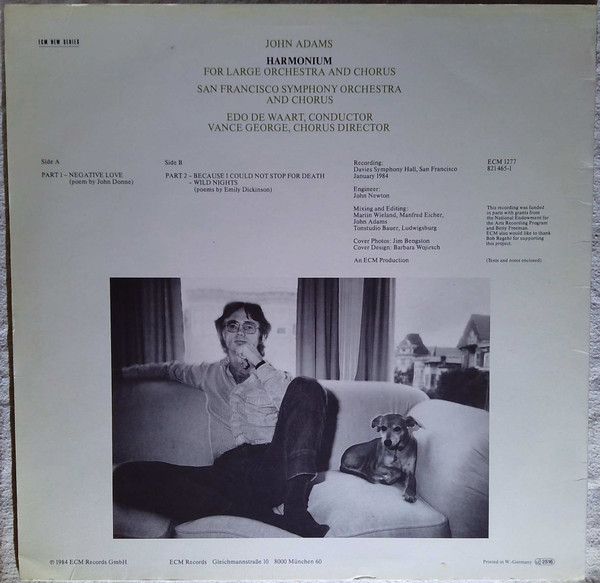 ECM NEW SERIES
JOHN ADAMS
HARMONIUM
FOR LARGE ORCHESTRA AND CHORUS
SAN FRANCISCO SYMPHONY ORCHESTRA
AND CHORUS
EDO DE WAART, CONDUCTOR
VANCE GEORGE, CHORUS DIRECTOR
Side A
PART 1 – NEGATIVE LOVE
(poem by John Donne)
Side B
PART 2 – BECAUSE I COULD NOT STOP FOR DEATH
– WILD NIGHTS
(poems by Emily Dickinson)
Recording:
Davies Symphony Hall, San Francisco
January 1984
Engineer:
John Newton
Mixing and Editing:
Martin Wieland, Manfred Eicher,
John Adams
Tonstudio Bauer, Ludwigsburg
Cover Photos: Jim Bengston
Cover Design: Barbara Wojirsch
An ECM Production
ECM 1277
821 465-1
This recording was funded
in parts with grants from
the National Endowment for
the Arts Recording Program
and Betty Freeman.
ECM also would like to thank
Bob Regehr for supporting
this project.
(Texts and notes enclosed)
℗ 1984 ECM Records GmbH
ECM Records Gleichmannstraße 10 8000 München 60
Printed in W.-Germany